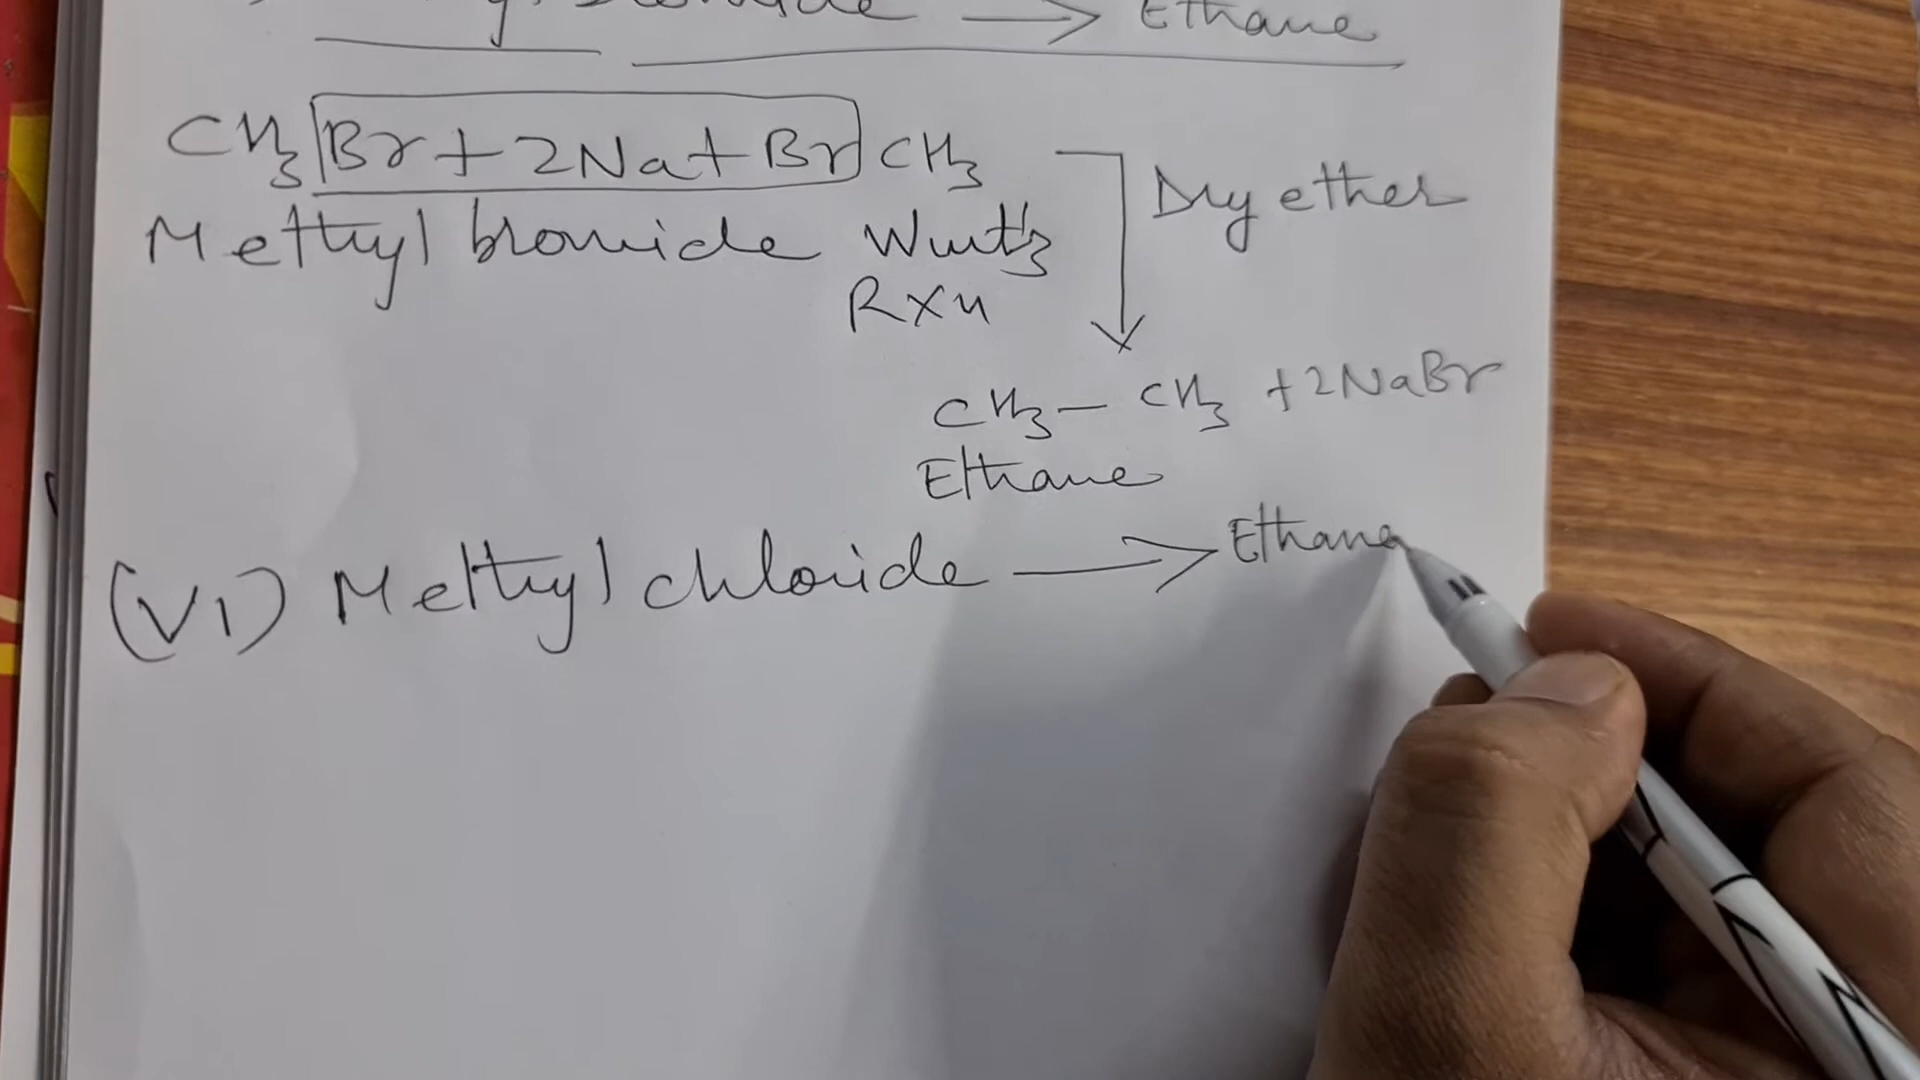 → Ethane
CH3 Br + 2Na + Br CH3
Dry ether
Methyl bromide Wurtz
Rxn
CH3 – CH3 + 2NaBr
Ethane
(VI) Methyl chloride → Ethane